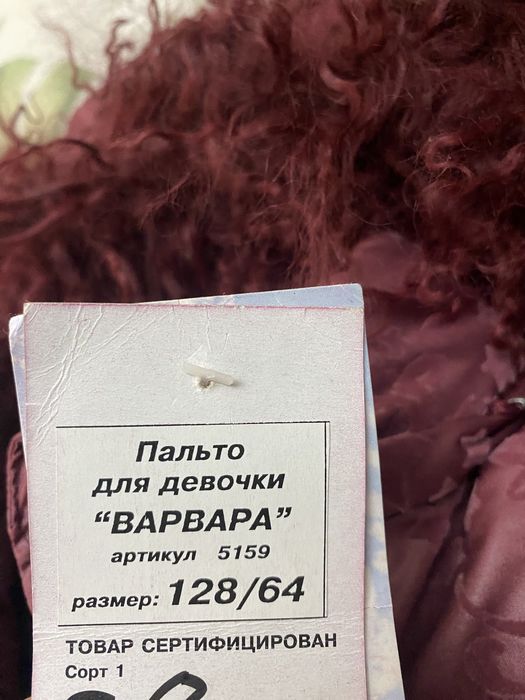 Пальто
для девочки
“ВАРВАРА”
артикул 5159
размер: 128/64
ТОВАР СЕРТИФИЦИРОВАН
Сорт 1